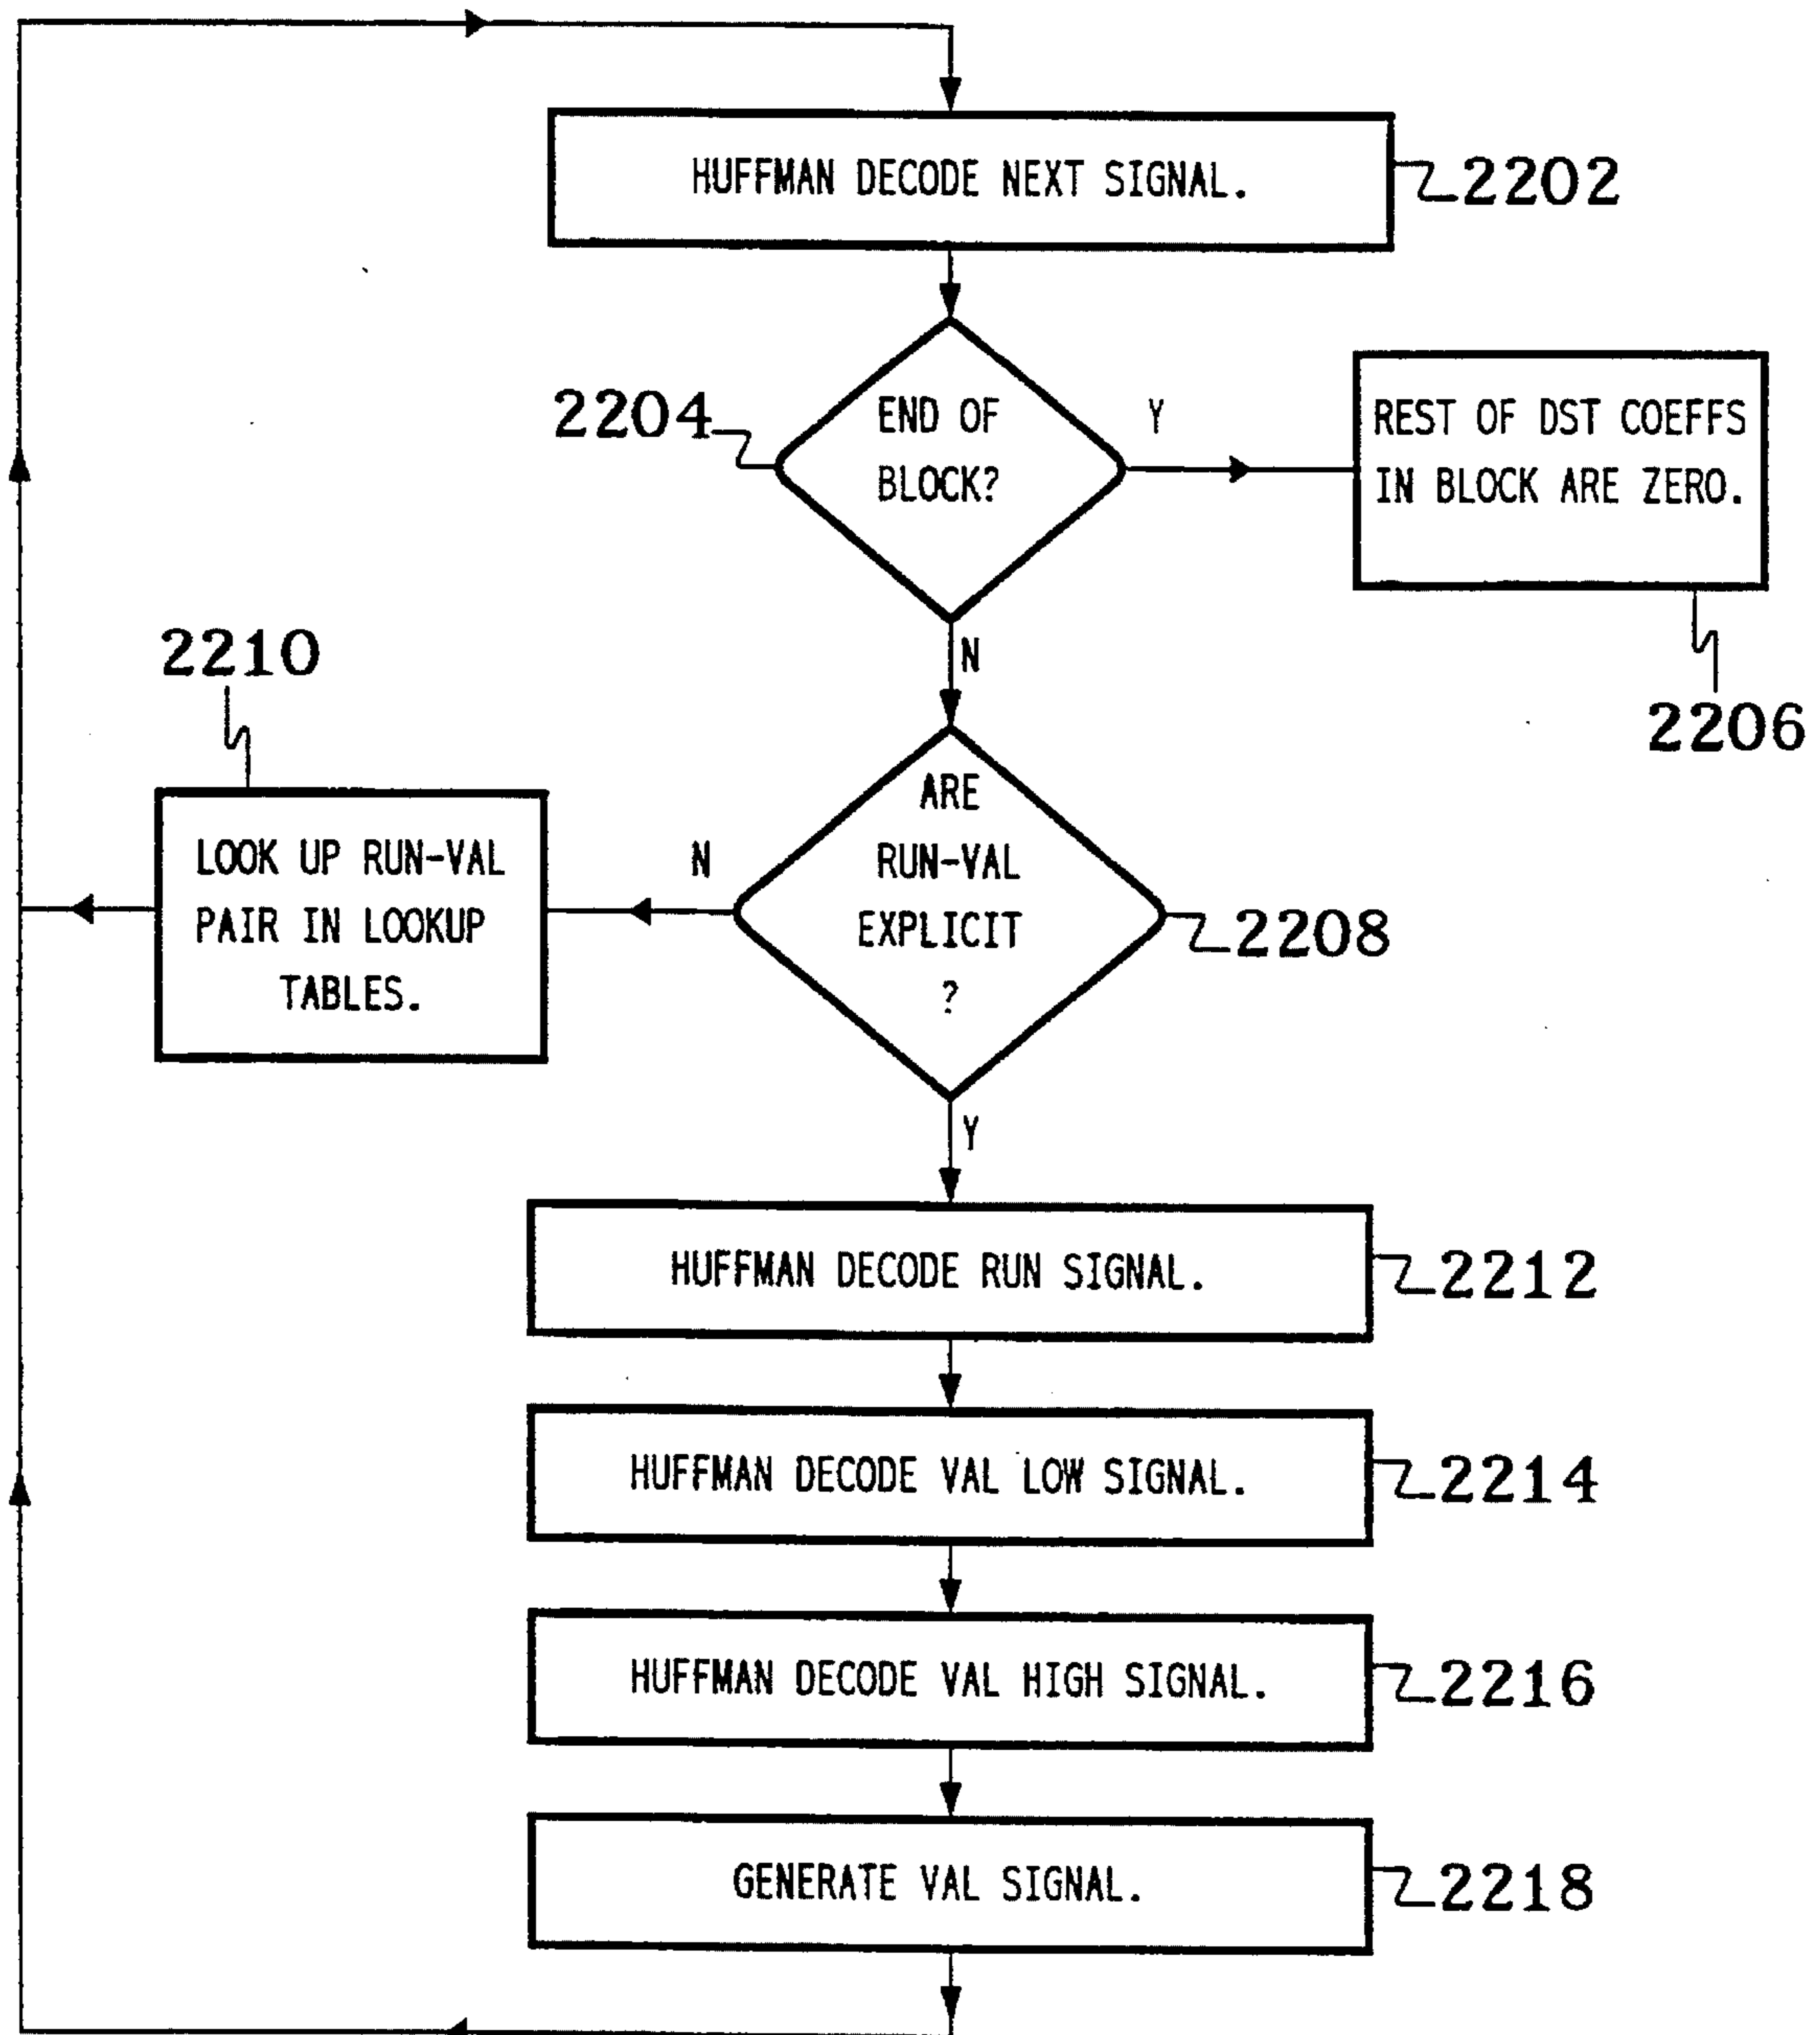 HUFFMAN DECODE NEXT SIGNAL.
2202
2204
END OF
BLOCK?
Y
REST OF DST COEFFS
IN BLOCK ARE ZERO.
2206
N
2210
LOOK UP RUN-VAL
PAIR IN LOOKUP
TABLES.
N
ARE
RUN-VAL
EXPLICIT
?
2208
Y
HUFFMAN DECODE RUN SIGNAL.
2212
HUFFMAN DECODE VAL LOW SIGNAL.
2214
HUFFMAN DECODE VAL HIGH SIGNAL.
2216
GENERATE VAL SIGNAL.
2218